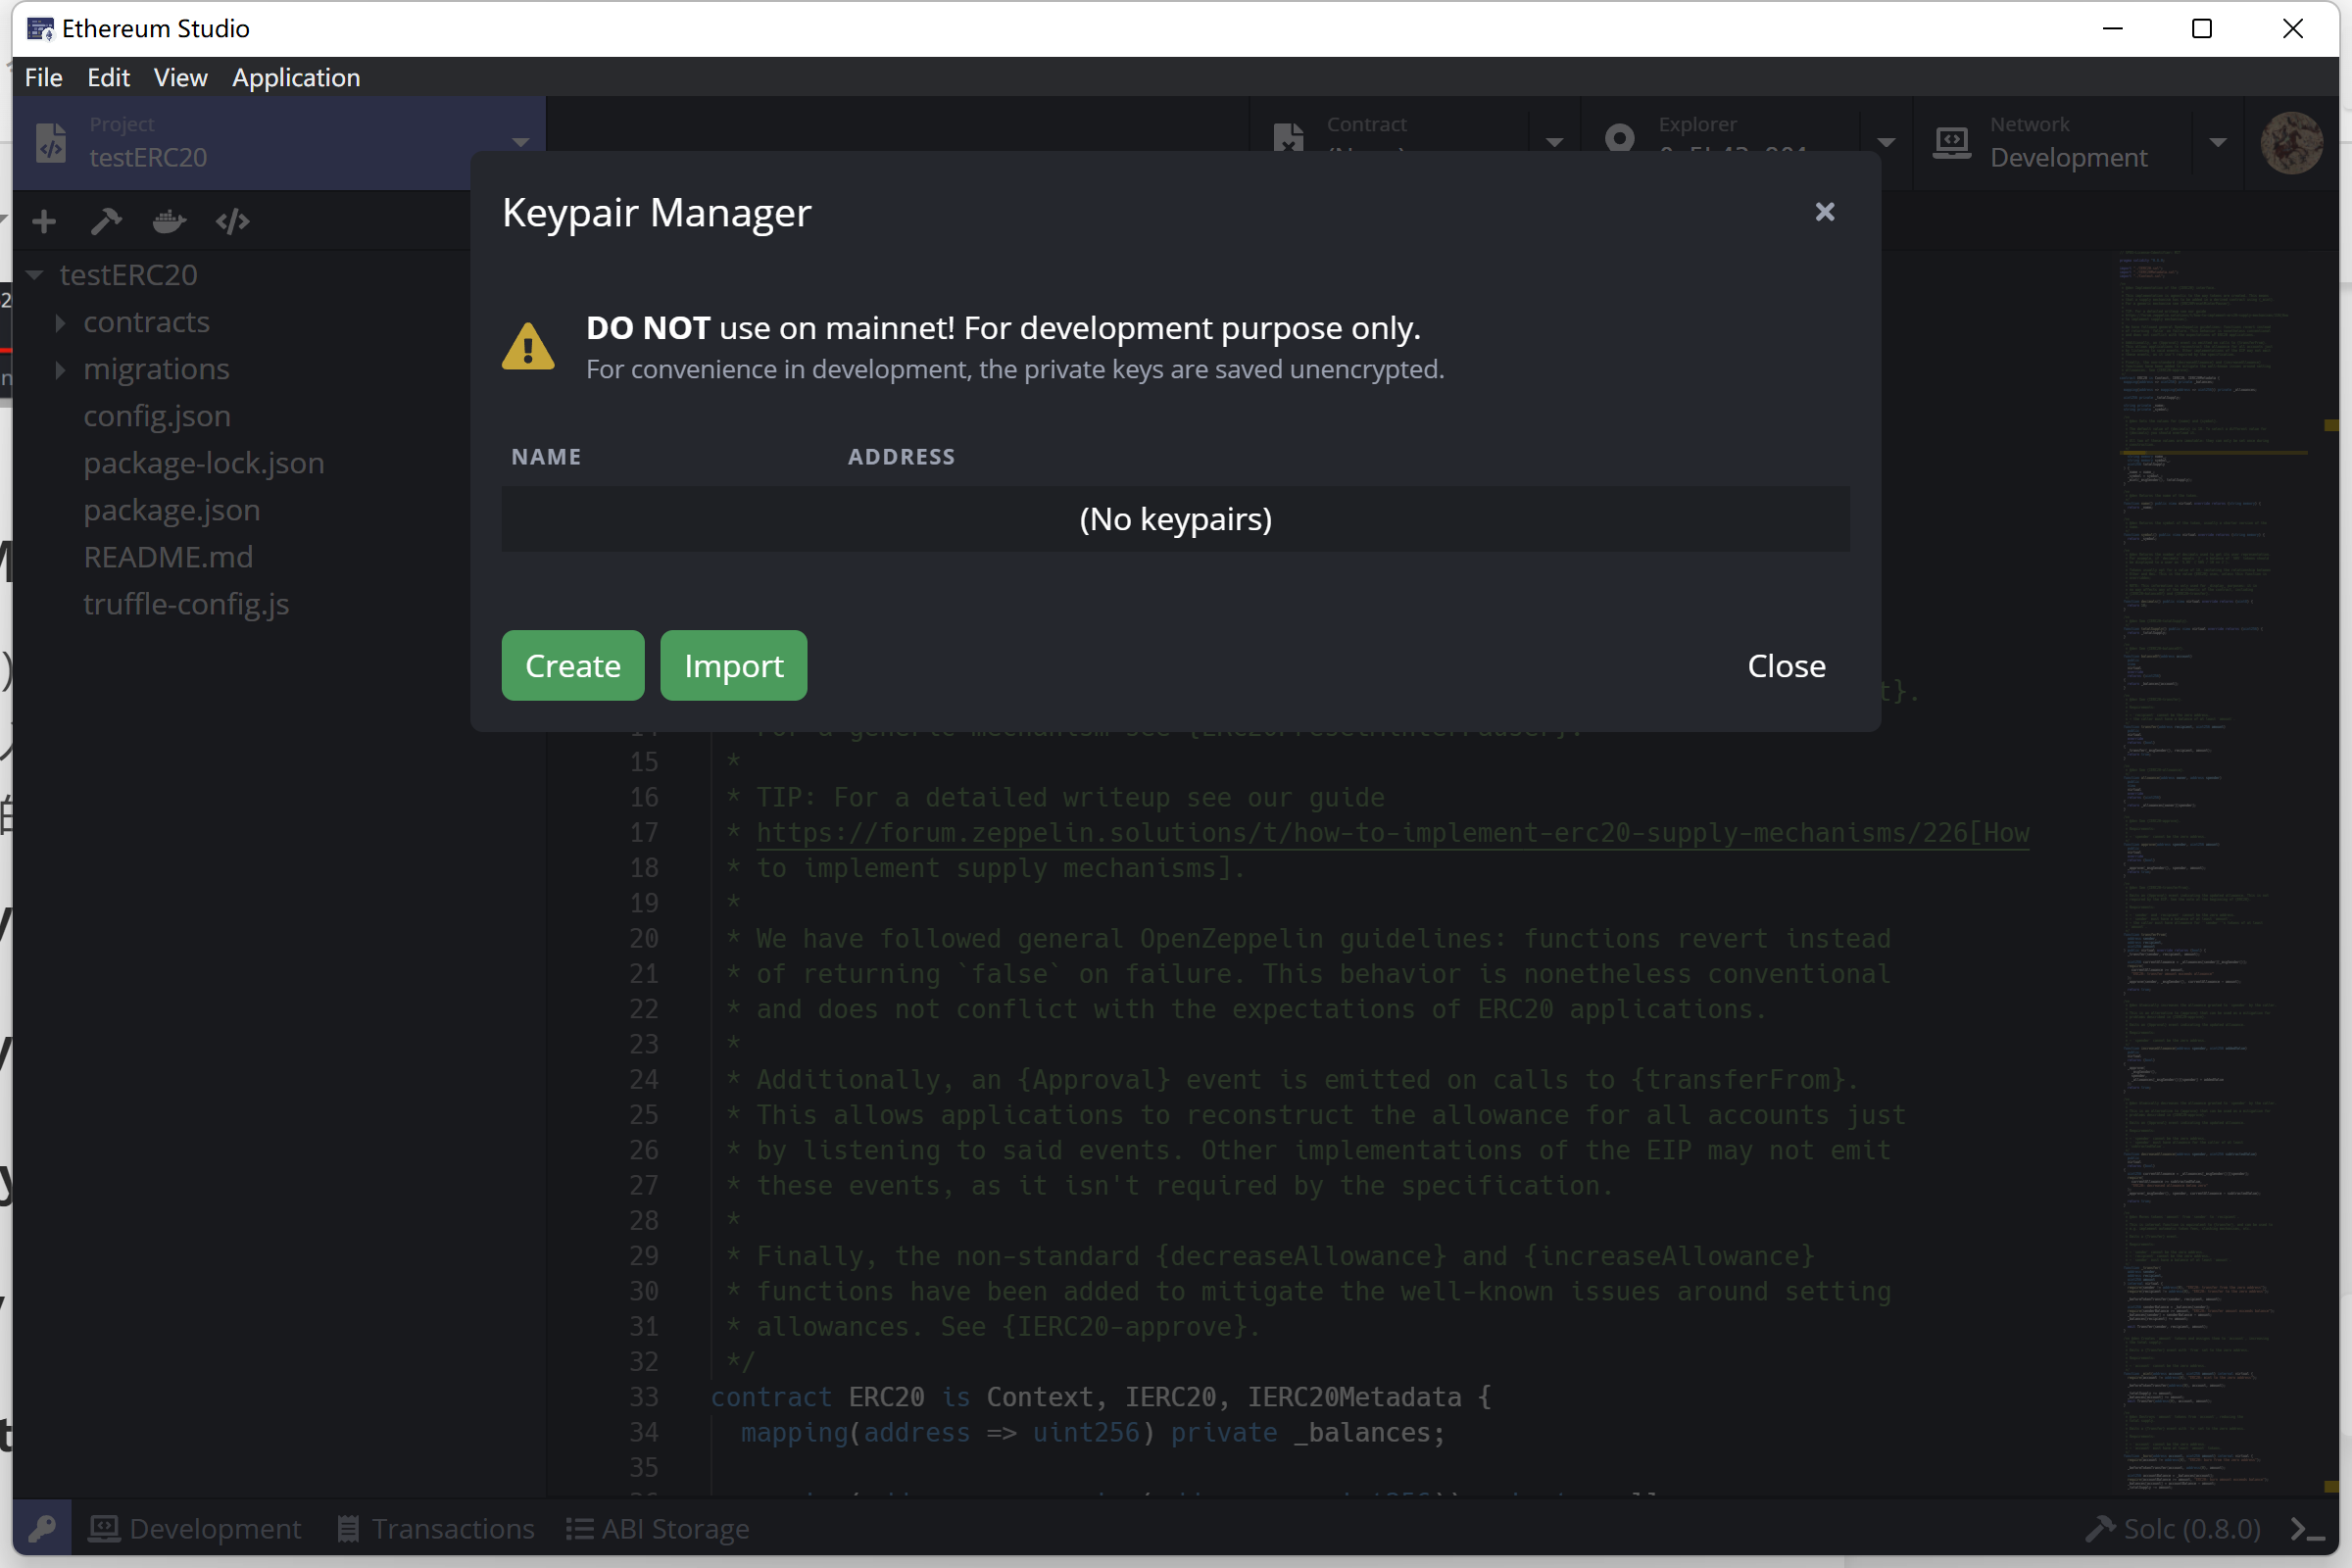 Ethereum Studio
File Edit View Application
Project
testERC20
Contract
Explorer
Network
Development
testERC20
contracts
migrations
config.json
package-lock.json
package.json
README.md
truffle-config.js
Keypair Manager
DO NOT use on mainnet! For development purpose only.
For convenience in development, the private keys are saved unencrypted.
NAME ADDRESS
(No keypairs)
Create Import Close
t}.
15 *
16 * TIP: For a detailed writeup see our guide
17 * https://forum.zeppelin.solutions/t/how-to-implement-erc20-supply-mechanisms/226[How
18 * to implement supply mechanisms].
19 *
20 * We have followed general OpenZeppelin guidelines: functions revert instead
21 * of returning `false` on failure. This behavior is nonetheless conventional
22 * and does not conflict with the expectations of ERC20 applications.
23 *
24 * Additionally, an {Approval} event is emitted on calls to {transferFrom}.
25 * This allows applications to reconstruct the allowance for all accounts just
26 * by listening to said events. Other implementations of the EIP may not emit
27 * these events, as it isn't required by the specification.
28 *
29 * Finally, the non-standard {decreaseAllowance} and {increaseAllowance}
30 * functions have been added to mitigate the well-known issues around setting
31 * allowances. See {IERC20-approve}.
32 */
33 contract ERC20 is Context, IERC20, IERC20Metadata {
34 mapping(address => uint256) private _balances;
35
Development Transactions ABI Storage Solc (0.8.0)